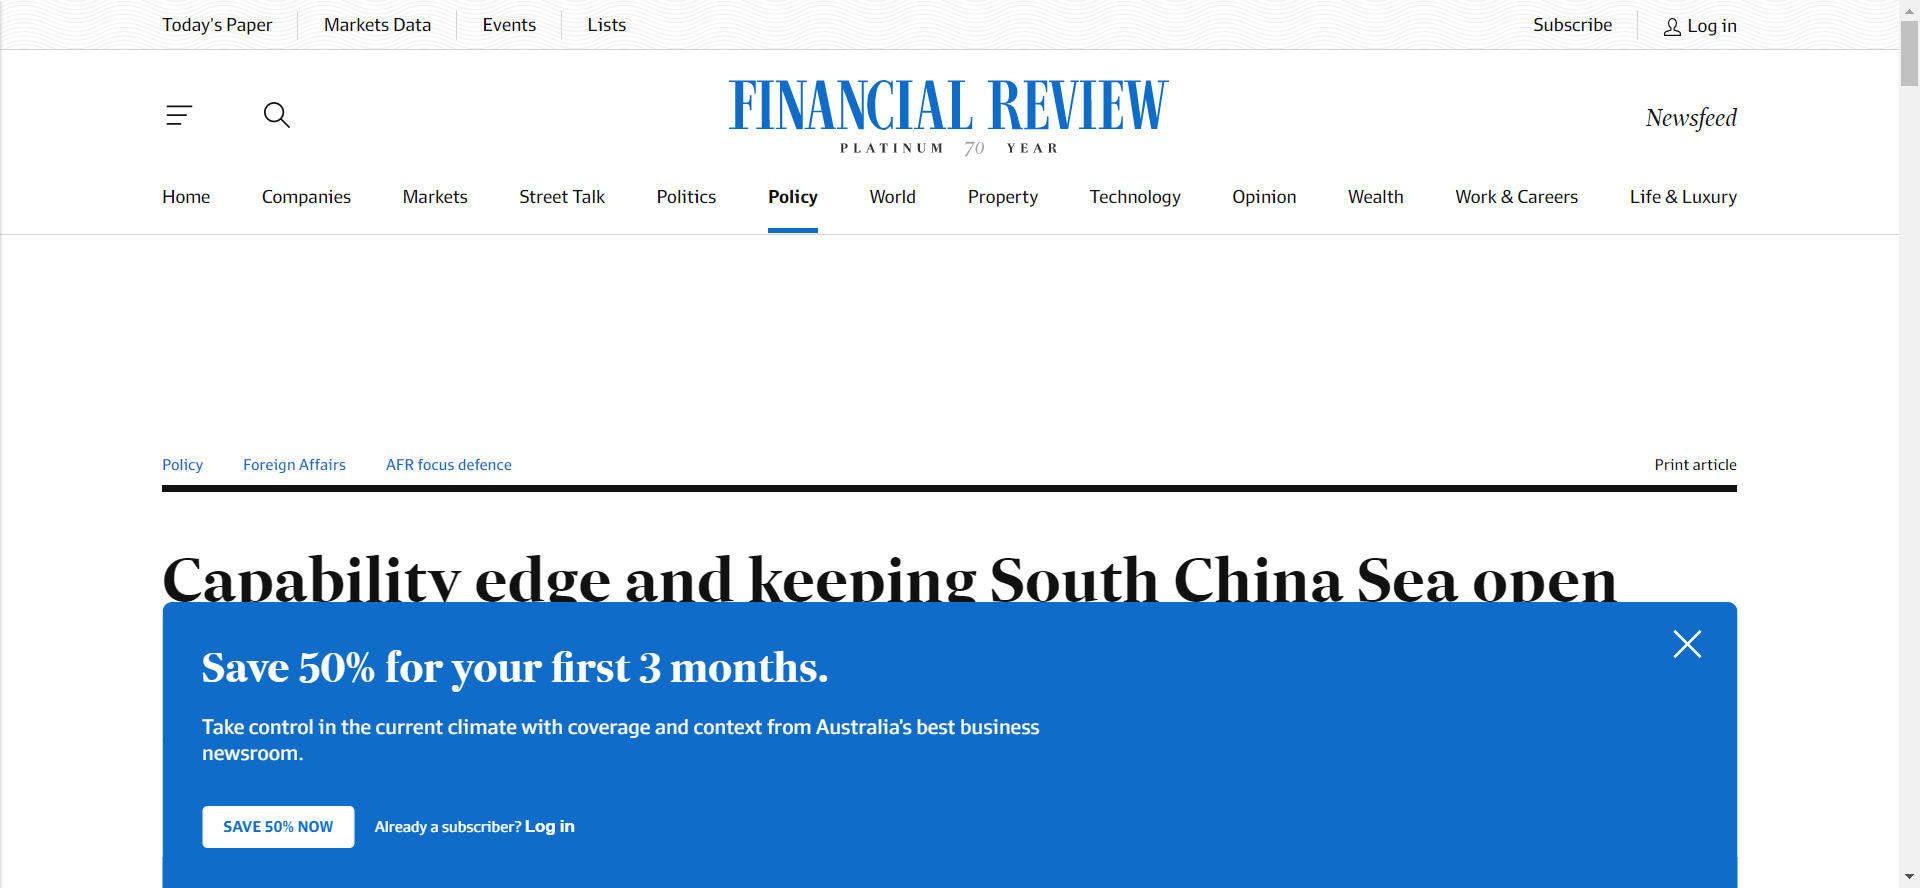 Today's Paper
Markets Data
Events
Lists
Subscribe
Log in
FINANCIAL REVIEW
PLATINUM 70 YEAR
Newsfeed
Home
Companies
Markets
Street Talk
Politics
Policy
World
Property
Technology
Opinion
Wealth
Work & Careers
Life & Luxury
Policy
Foreign Affairs
AFR focus defence
Print article
Capability edge and keeping South China Sea open
Save 50% for your first 3 months.
Take control in the current climate with coverage and context from Australia's best business
newsroom.
SAVE 50% NOW
Already a subscriber? Log in